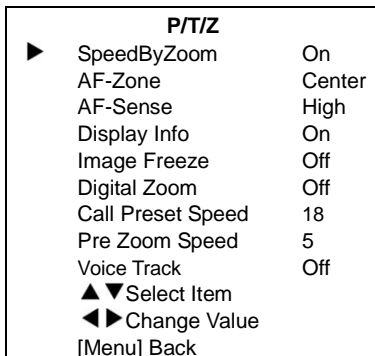 P/T/Z
▶ SpeedByZoom On
AF-Zone Center
AF-Sense High
Display Info On
Image Freeze Off
Digital Zoom Off
Call Preset Speed 18
Pre Zoom Speed 5
Voice Track Off
▲▼Select Item
◀▶Change Value
[Menu] Back